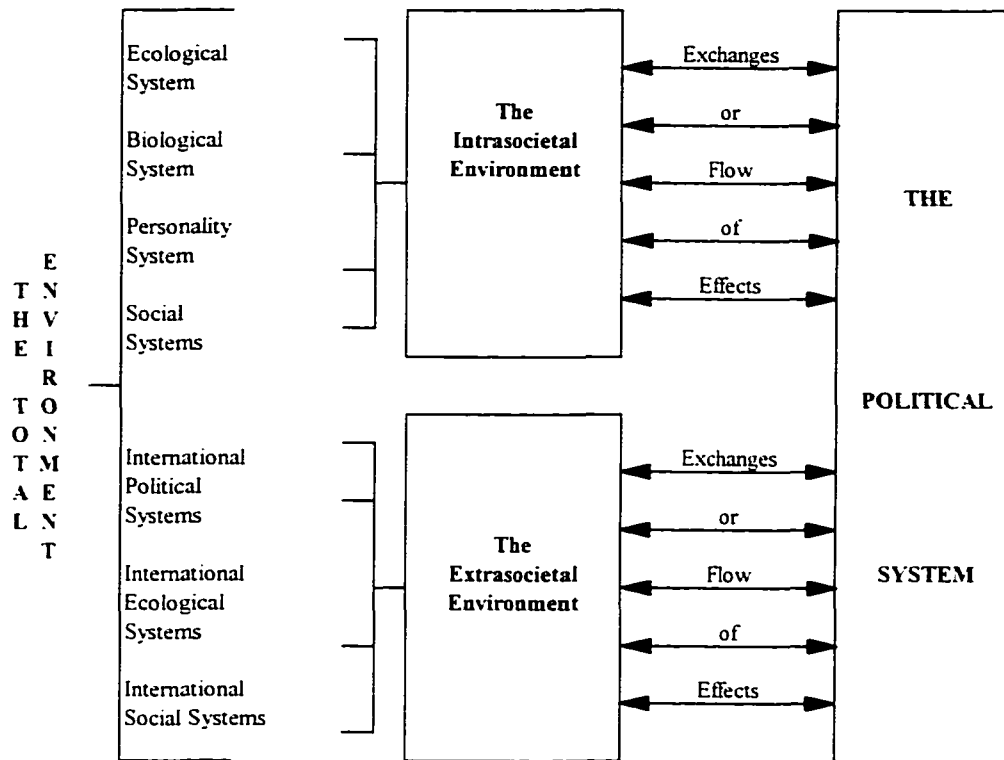 THE TOTAL
ENVIRONMENT
Ecological
System
Biological
System
Personality
System
Social
Systems
The
Intrasocietal
Environment
Exchanges
or
Flow
of
Effects
International
Political
Systems
International
Ecological
Systems
International
Social Systems
The
Extrasocietal
Environment
Exchanges
or
Flow
of
Effects
THE
POLITICAL
SYSTEM